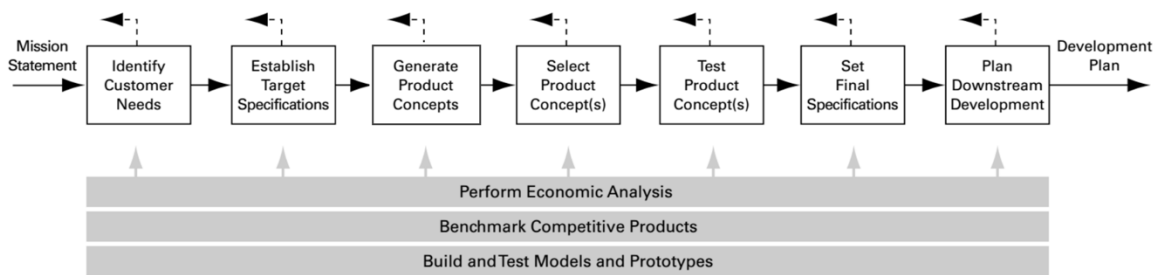 Mission
Statement
Identify
Customer
Needs
Establish
Target
Specifications
Generate
Product
Concepts
Select
Product
Concept(s)
Test
Product
Concept(s)
Set
Final
Specifications
Plan
Downstream
Development
Development
Plan
Perform Economic Analysis
Benchmark Competitive Products
Build and Test Models and Prototypes